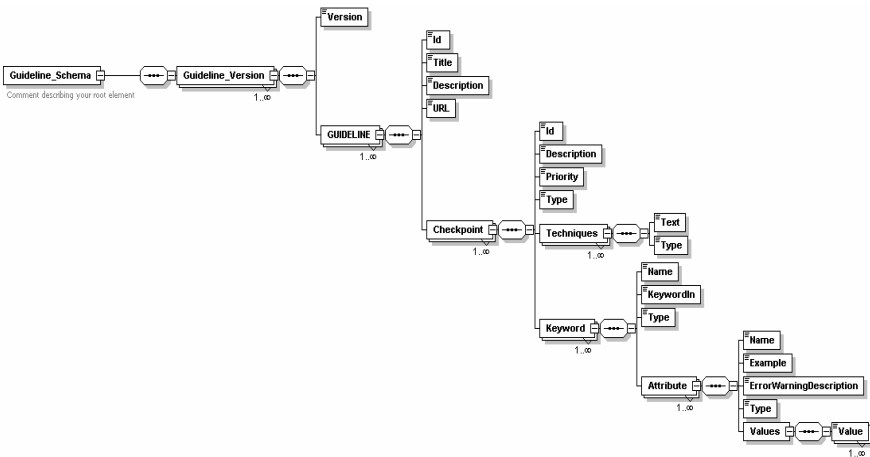 Version
Id
Title
Guideline_Schema
Guideline_Version
Description
Comment describing your root element
1..∞
URL
GUIDELINE
1..∞
Id
Description
Priority
Type
Checkpoint
1..∞
Techniques
1..∞
Text
Type
Name
KeywordIn
Type
Keyword
1..∞
Attribute
1..∞
Name
Example
ErrorWarningDescription
Type
Values
Value
1..∞